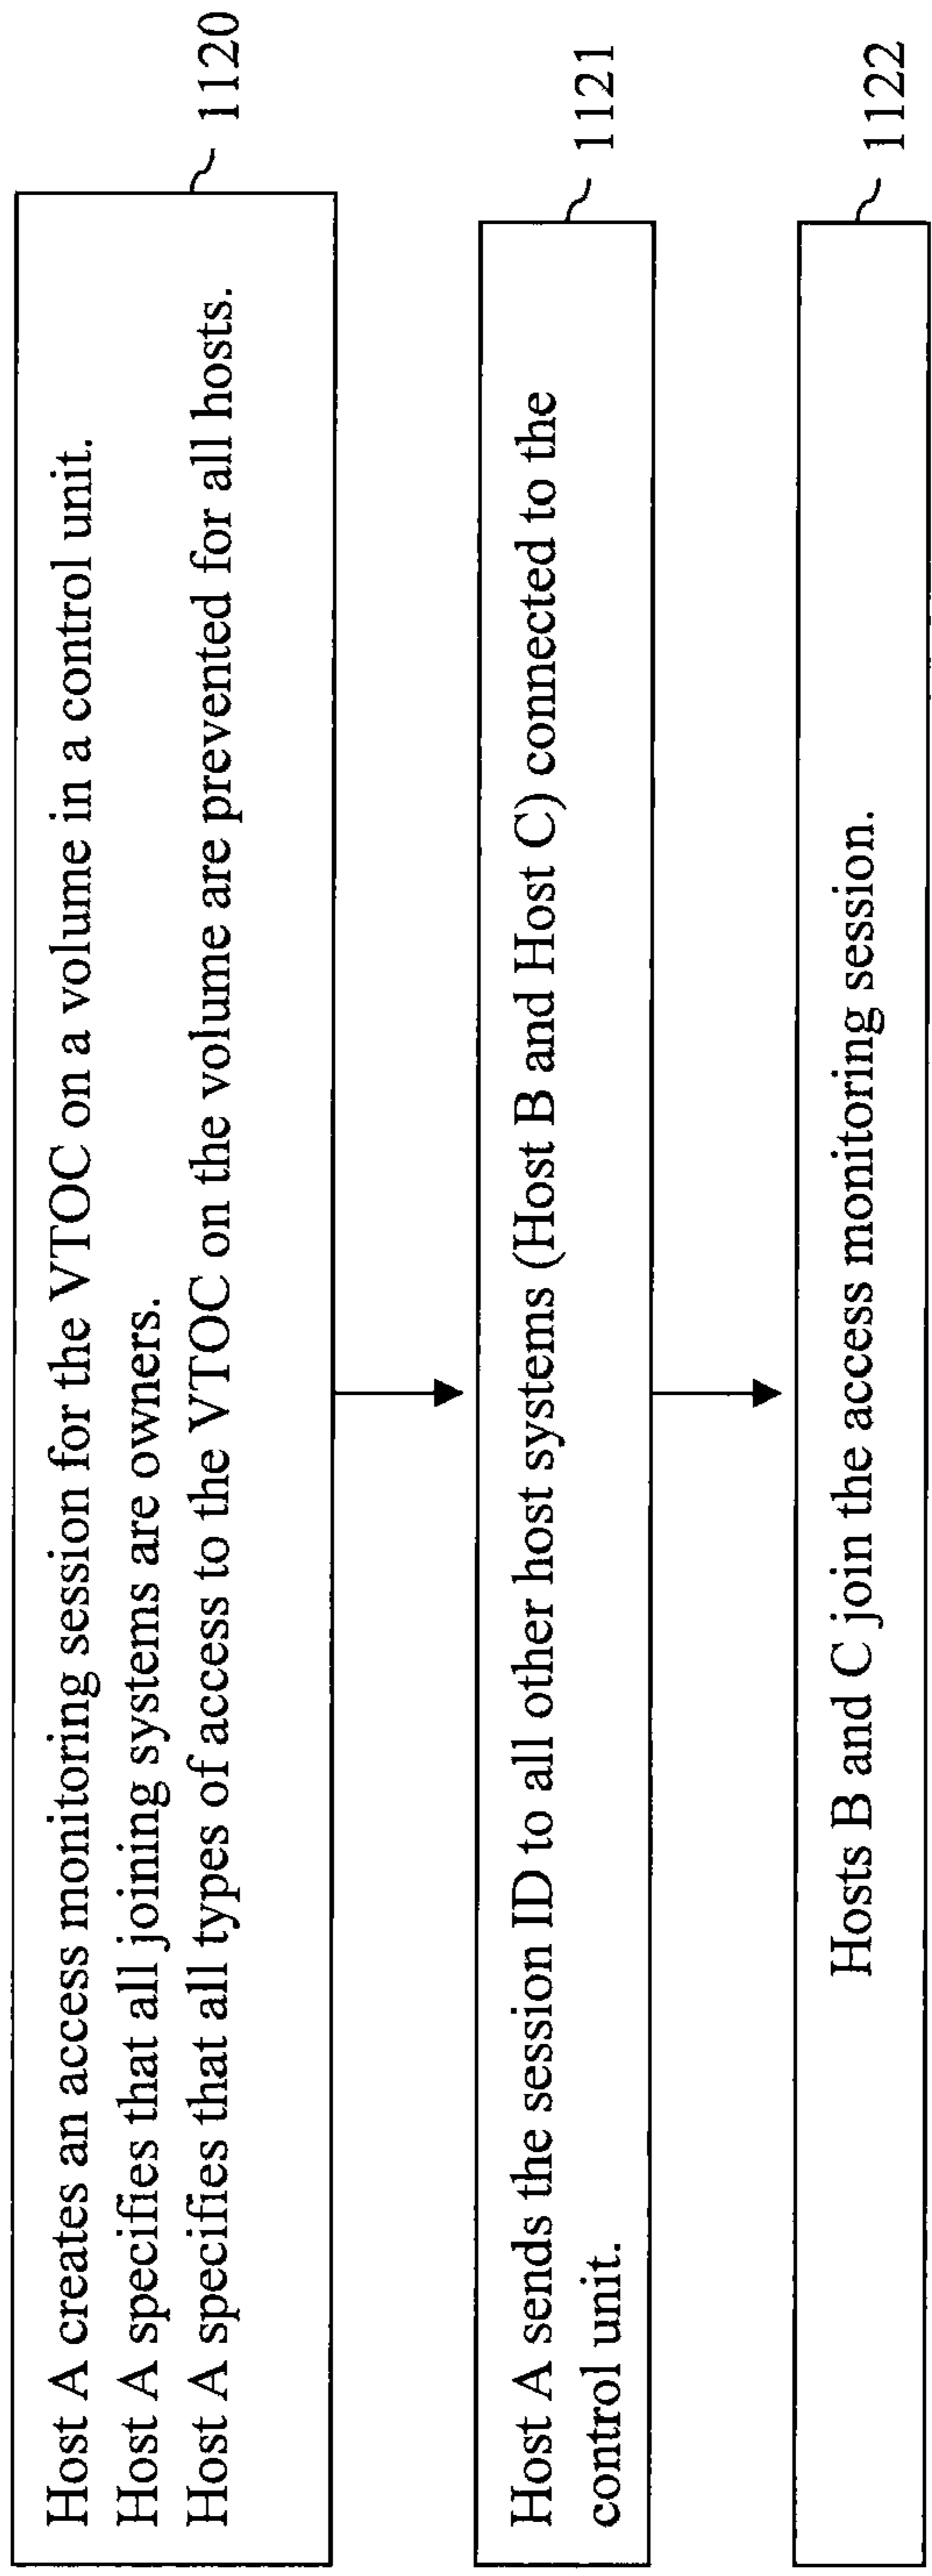 Host A creates an access monitoring session for the VTOC on a volume in a control unit.
Host A specifies that all joining systems are owners.
Host A specifies that all types of access to the VTOC on the volume are prevented for all hosts.
1120
Host A sends the session ID to all other host systems (Host B and Host C) connected to the
control unit.
1121
Hosts B and C join the access monitoring session.
1122